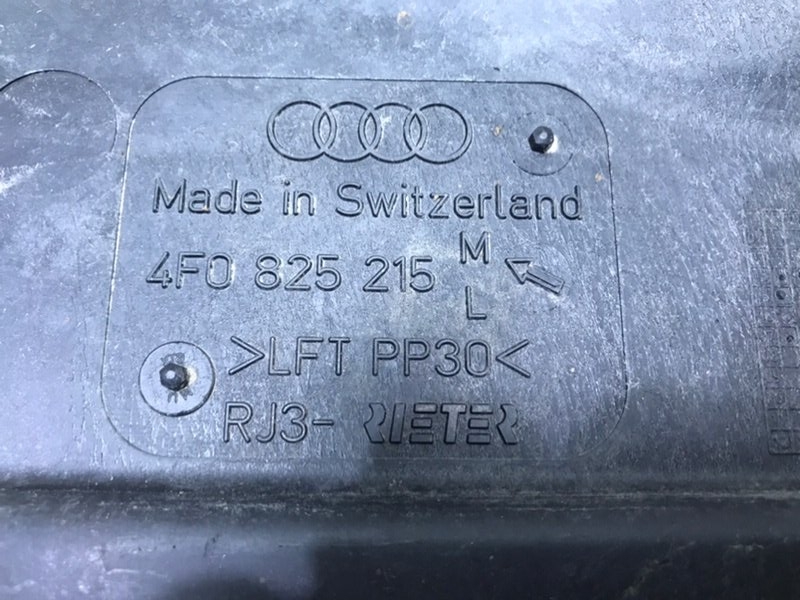 Made in Switzerland
4F0 825 215 M
L
>LFT PP30<
RJ3- RIETER